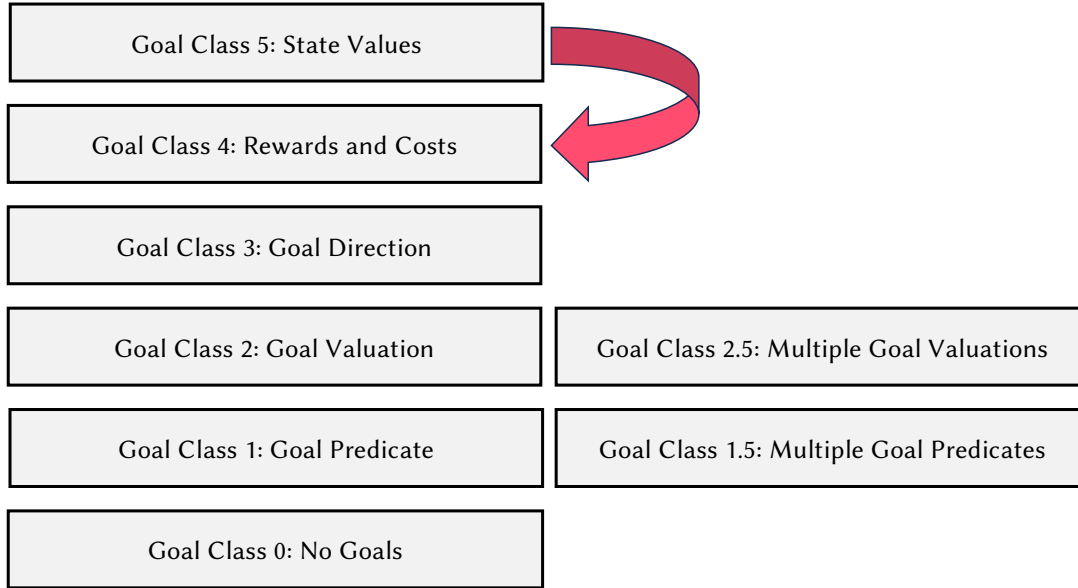 Goal Class 5: State Values
Goal Class 4: Rewards and Costs
Goal Class 3: Goal Direction
Goal Class 2: Goal Valuation
Goal Class 2.5: Multiple Goal Valuations
Goal Class 1: Goal Predicate
Goal Class 1.5: Multiple Goal Predicates
Goal Class 0: No Goals